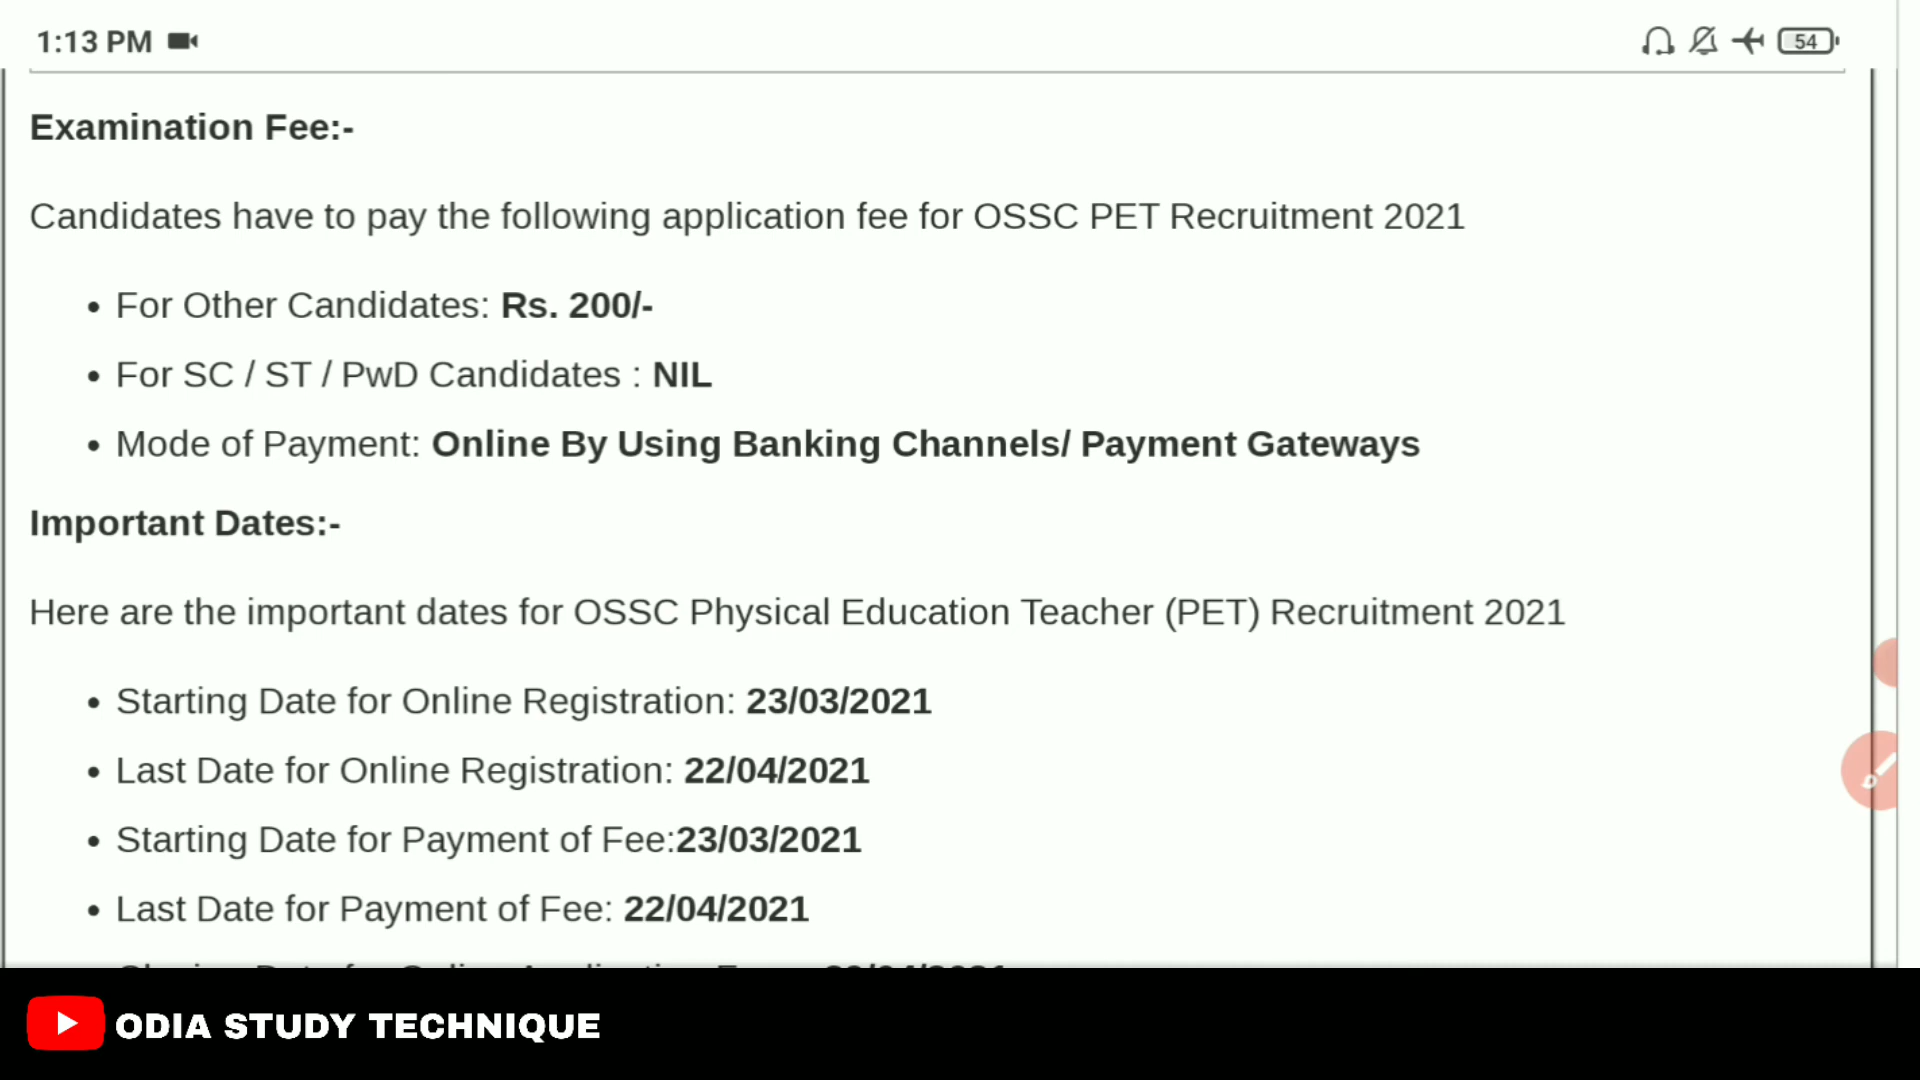 1:13 PM
54
Examination Fee:-
Candidates have to pay the following application fee for OSSC PET Recruitment 2021
• For Other Candidates: Rs. 200/-
• For SC / ST / PwD Candidates : NIL
• Mode of Payment: Online By Using Banking Channels/ Payment Gateways
Important Dates:-
Here are the important dates for OSSC Physical Education Teacher (PET) Recruitment 2021
• Starting Date for Online Registration: 23/03/2021
• Last Date for Online Registration: 22/04/2021
• Starting Date for Payment of Fee:23/03/2021
• Last Date for Payment of Fee: 22/04/2021
ODIA STUDY TECHNIQUE